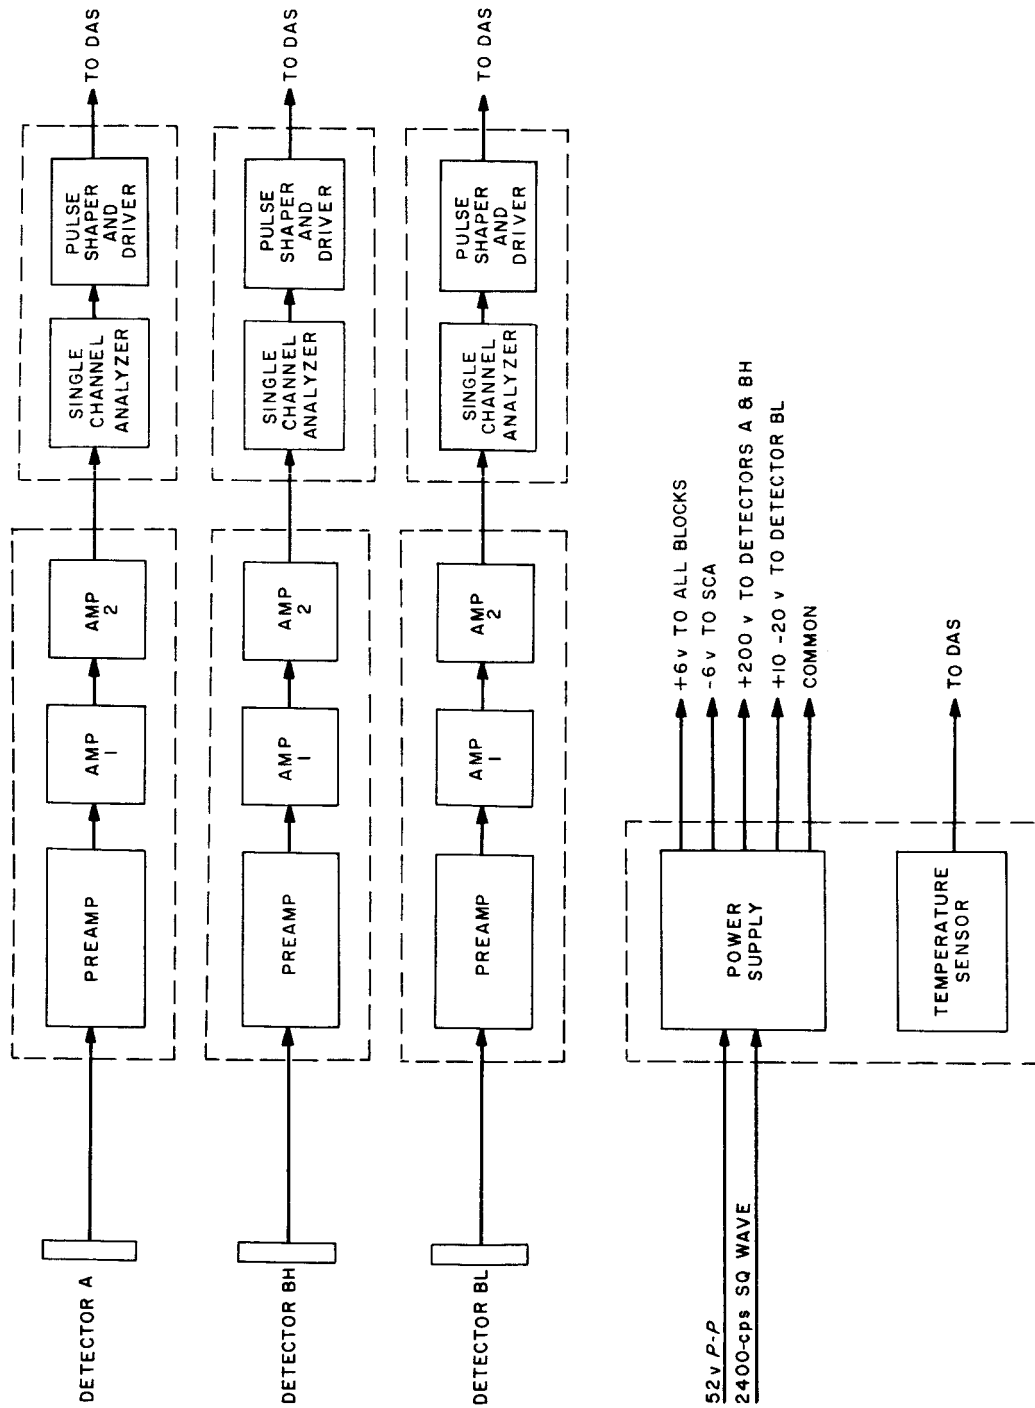 DETECTOR A
PREAMP
AMP
1
AMP
2
SINGLE
CHANNEL
ANALYZER
PULSE
SHAPER
AND
DRIVER
TO DAS
DETECTOR BH
PREAMP
AMP
1
AMP
2
SINGLE
CHANNEL
ANALYZER
PULSE
SHAPER
AND
DRIVER
TO DAS
DETECTOR BL
PREAMP
AMP
1
AMP
2
SINGLE
CHANNEL
ANALYZER
PULSE
SHAPER
AND
DRIVER
TO DAS
52v P-P
2400-cps SQ WAVE
POWER
SUPPLY
+6v TO ALL BLOCKS
-6v TO SCA
+200 v TO DETECTORS A & BH
+10 -20 v TO DETECTOR BL
COMMON
TEMPERATURE
SENSOR
TO DAS